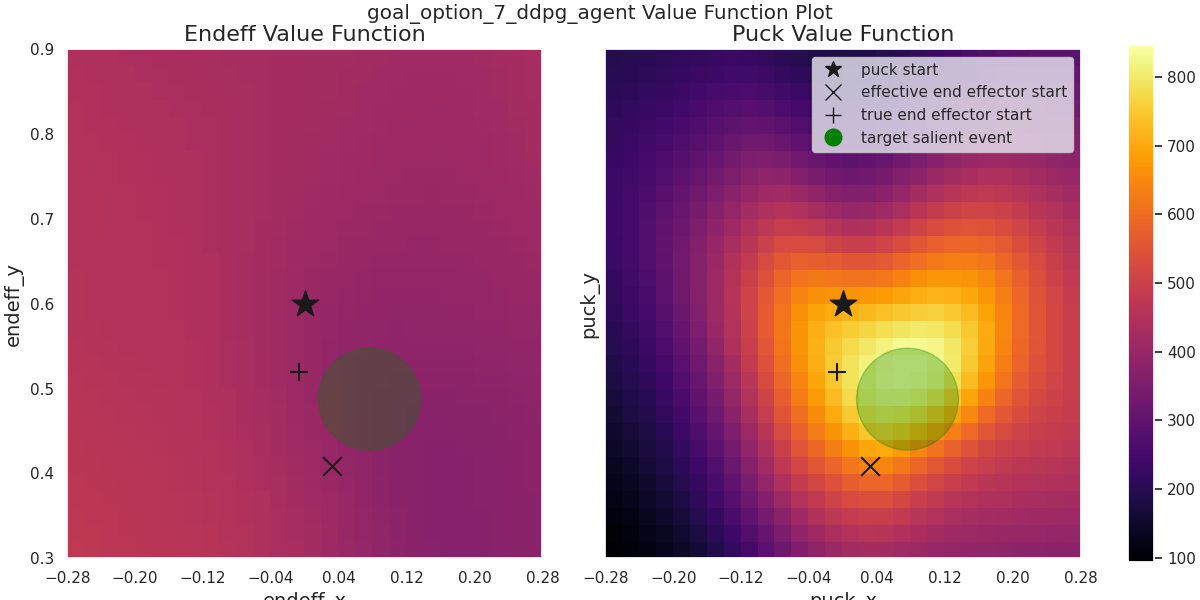 goal_option_7_ddpg_agent Value Function Plot
Endeff Value Function
endeff_y
0.9
0.8
0.7
0.6
0.5
0.4
0.3
−0.28 −0.20 −0.12 −0.04 0.04 0.12 0.20 0.28
endeff_x
Puck Value Function
puck_y
puck start
effective end effector start
true end effector start
target salient event
−0.28 −0.20 −0.12 −0.04 0.04 0.12 0.20 0.28
puck_x
800
700
600
500
400
300
200
100